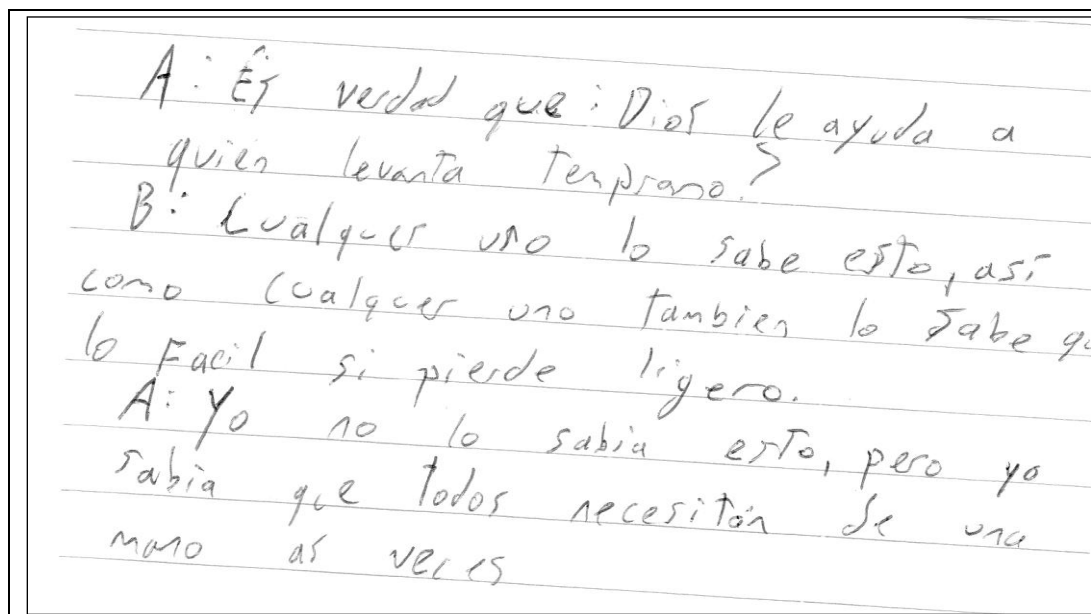 A: És verdad que: Dios le ayuda a
quien levanta temprano?
B: Cualquer uno lo sabe esto, así
como cualquer uno tambien lo sabe qu
lo Facil si pierde ligero.
A: Yo no lo sabia esto, pero yo
sabia que todos necesitán de una
mano as veces